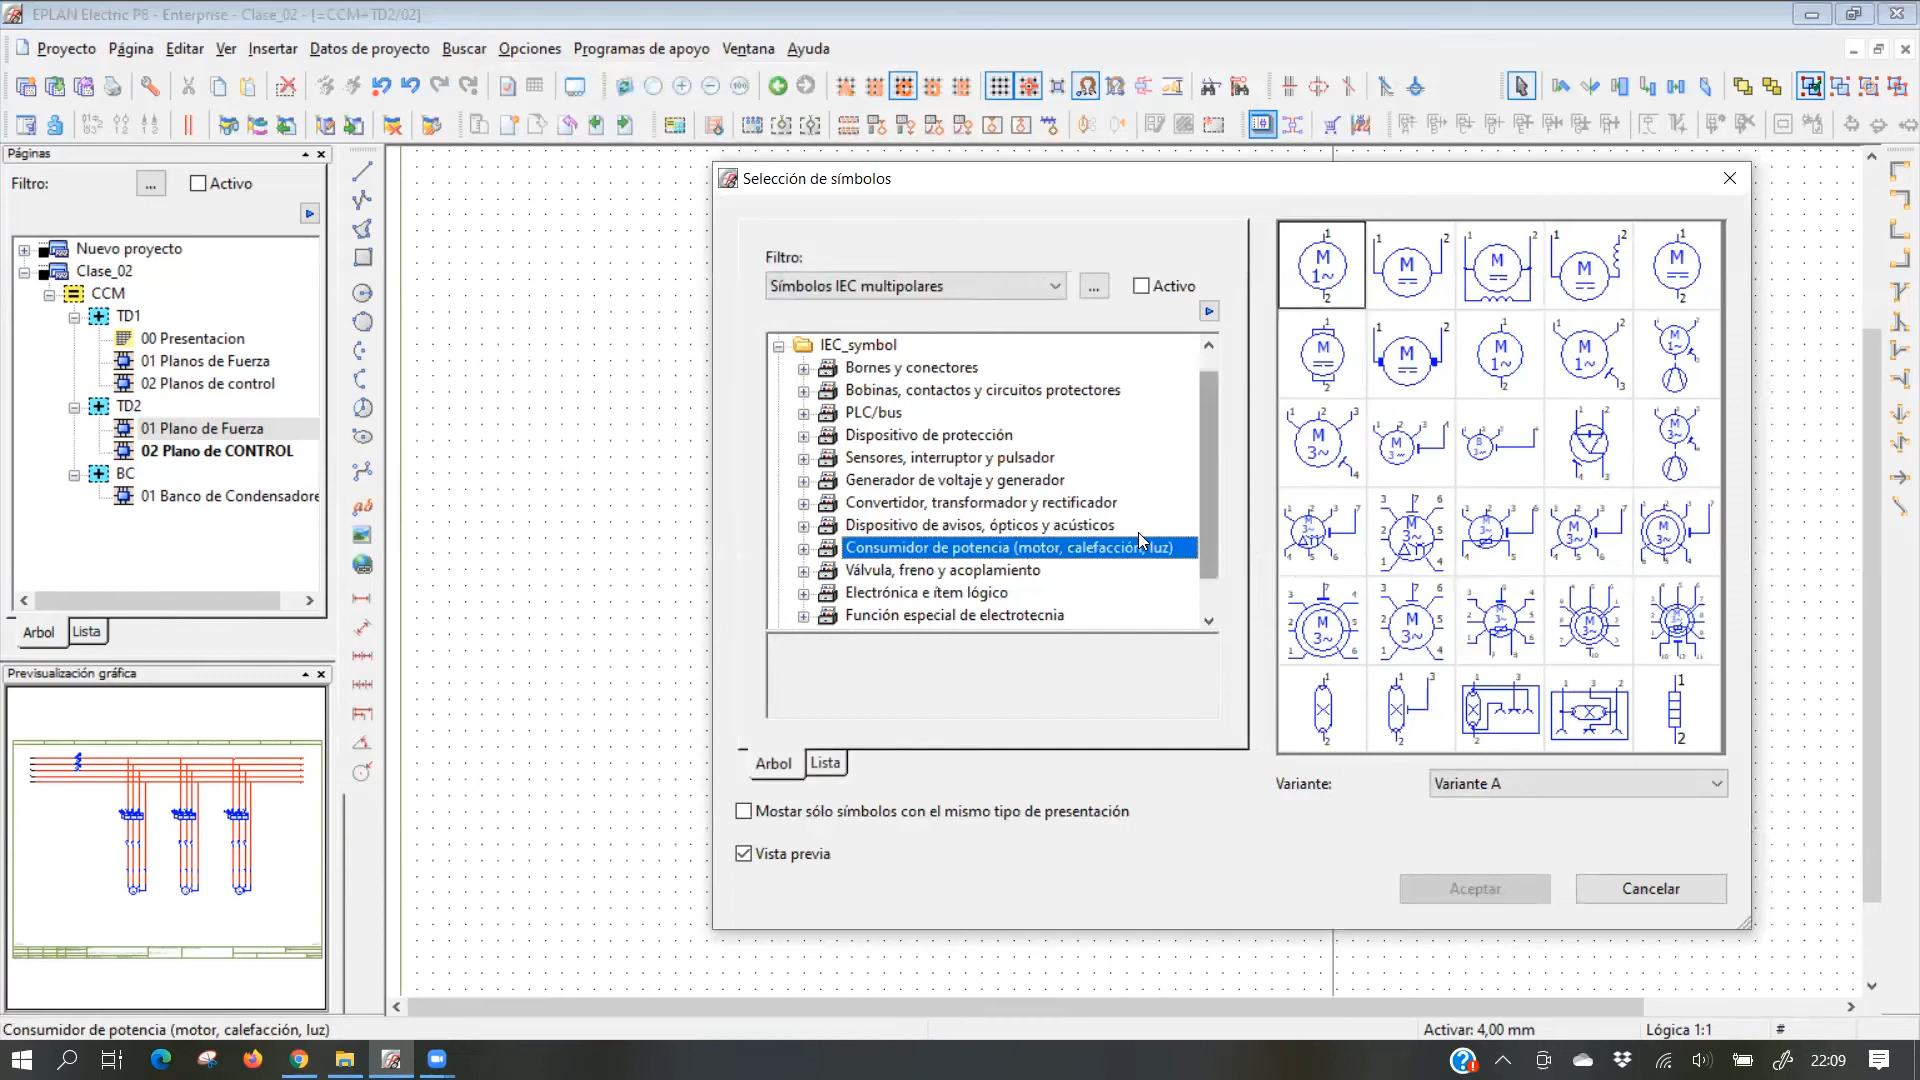 EPLAN Electric P8 - Enterprise - Clase_02 - [=CCM+TD2/02]
Proyecto Página Editar Ver Insertar Datos de proyecto Buscar Opciones Programas de apoyo Ventana Ayuda
Páginas
Filtro: ... Activo
Nuevo proyecto
Clase_02
CCM
TD1
00 Presentacion
01 Planos de Fuerza
02 Planos de control
TD2
01 Plano de Fuerza
02 Plano de CONTROL
BC
01 Banco de Condensadore
Arbol Lista
Previsualización gráfica
Selección de símbolos
Filtro:
Símbolos IEC multipolares ... Activo
IEC_symbol
Bornes y conectores
Bobinas, contactos y circuitos protectores
PLC/bus
Dispositivo de protección
Sensores, interruptor y pulsador
Generador de voltaje y generador
Convertidor, transformador y rectificador
Dispositivo de avisos, ópticos y acústicos
Consumidor de potencia (motor, calefacción, luz)
Válvula, freno y acoplamiento
Electrónica e ítem lógico
Función especial de electrotecnia
Arbol Lista
Variante: Variante A
Mostar sólo símbolos con el mismo tipo de presentación
Vista previa
Aceptar Cancelar
Consumidor de potencia (motor, calefacción, luz) Activar: 4,00 mm Lógica 1:1 #
22:09